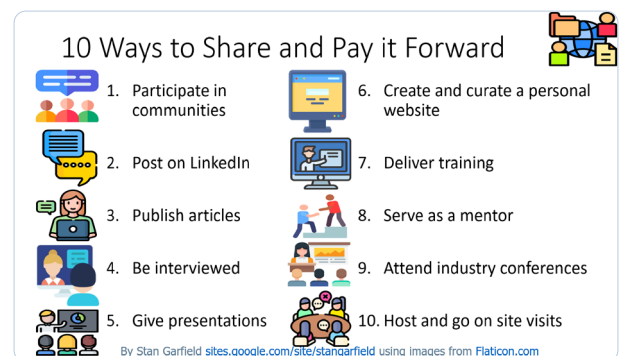 10 Ways to Share and Pay it Forward
1. Participate in
communities
2. Post on LinkedIn
3. Publish articles
4. Be interviewed
5. Give presentations
6. Create and curate a personal
website
7. Deliver training
8. Serve as a mentor
9. Attend industry conferences
10. Host and go on site visits
By Stan Garfield sites.google.com/site/stangarfield using images from Flaticon.com